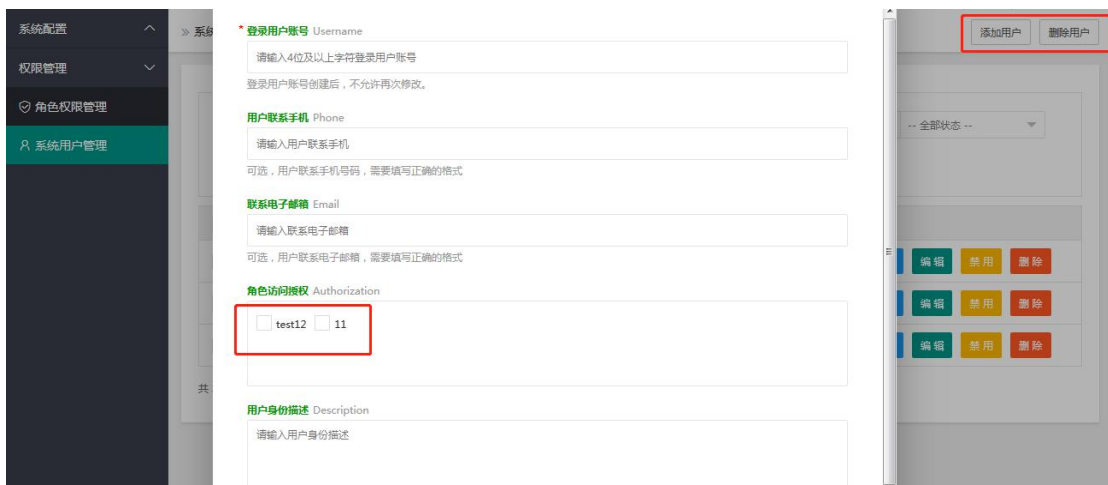 系统配置
权限管理
角色权限管理
系统用户管理
» 系统
添加用户 删除用户
* 登录用户账号 Username
请输入4位及以上字符登录用户账号
登录用户账号创建后，不允许再次修改。
用户联系手机 Phone
请输入用户联系手机
可选，用户联系手机号码，需要填写正确的格式
联系电子邮箱 Email
请输入联系电子邮箱
可选，用户联系电子邮箱，需要填写正确的格式
角色访问授权 Authorization
test12 11
用户身份描述 Description
请输入用户身份描述
-- 全部状态 --
编辑 禁用 删除
编辑 禁用 删除
编辑 禁用 删除
共